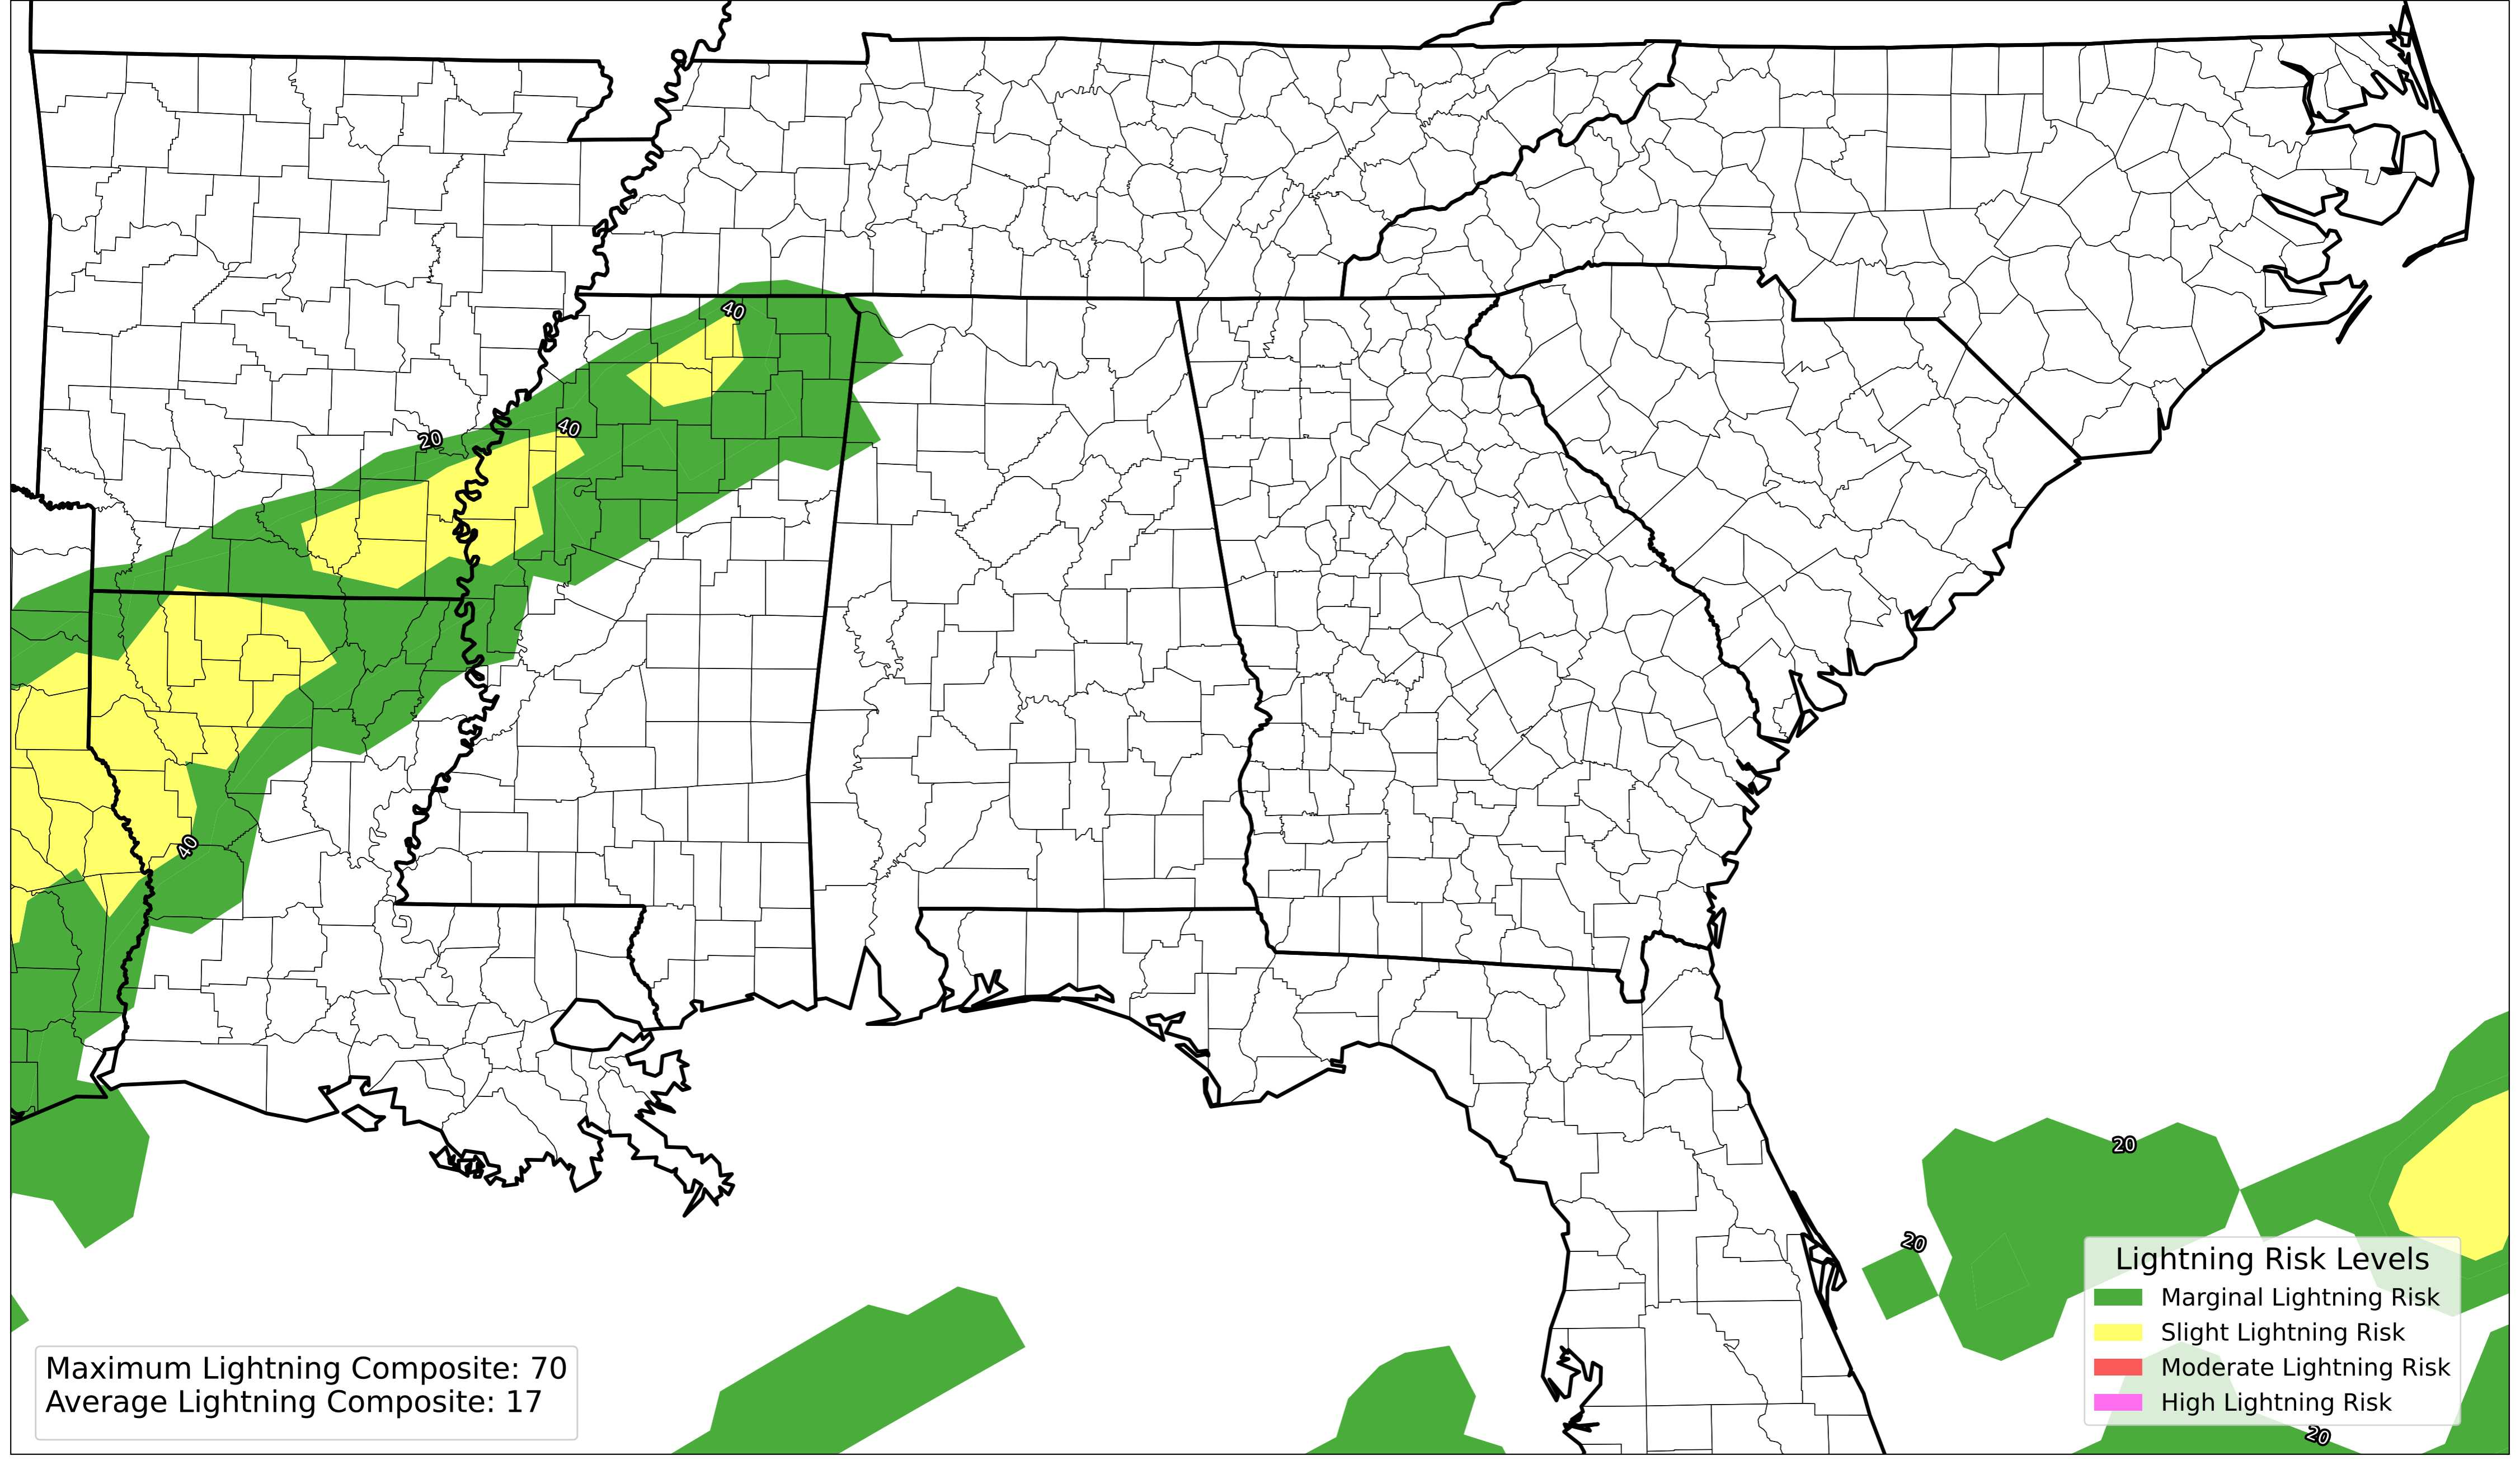 40
20
40
40
20
20
Lightning Risk Levels
Marginal Lightning Risk
Slight Lightning Risk
Moderate Lightning Risk
High Lightning Risk
Maximum Lightning Composite: 70
Average Lightning Composite: 17
20